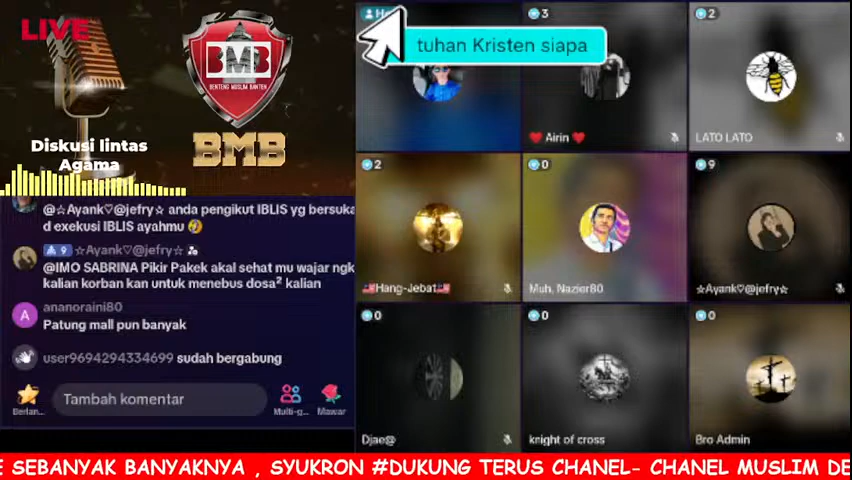 LIVE
BMB
BENTENG MUSLIM BANTEN
BMB
Diskusi lintas
Agama
@☆Ayank♡@jefry☆ anda pengikut IBLIS yg bersuka
d exekusi IBLIS ayahmu 🤣
9 ☆Ayank♡@jefry☆
@IMO SABRINA Pikir Pakek akal sehat mu wajar ngk
kalian korban kan untuk menebus dosa² kalian
A
ananoraini80
Patung mall pun banyak
user9694294334699 sudah bergabung
Berlan...
Tambah komentar
Multi-g...
Mawar
tuhan Kristen siapa
3
❤️ Airin ❤️
2
LATO LATO
2
🇲🇾Hang-Jebat🇲🇾
0
Muh. Nazier80
9
☆Ayank♡@jefry☆
0
Djae@
0
knight of cross
0
Bro Admin
E SEBANYAK BANYAKNYA , SYUKRON #DUKUNG TERUS CHANEL- CHANEL MUSLIM DE